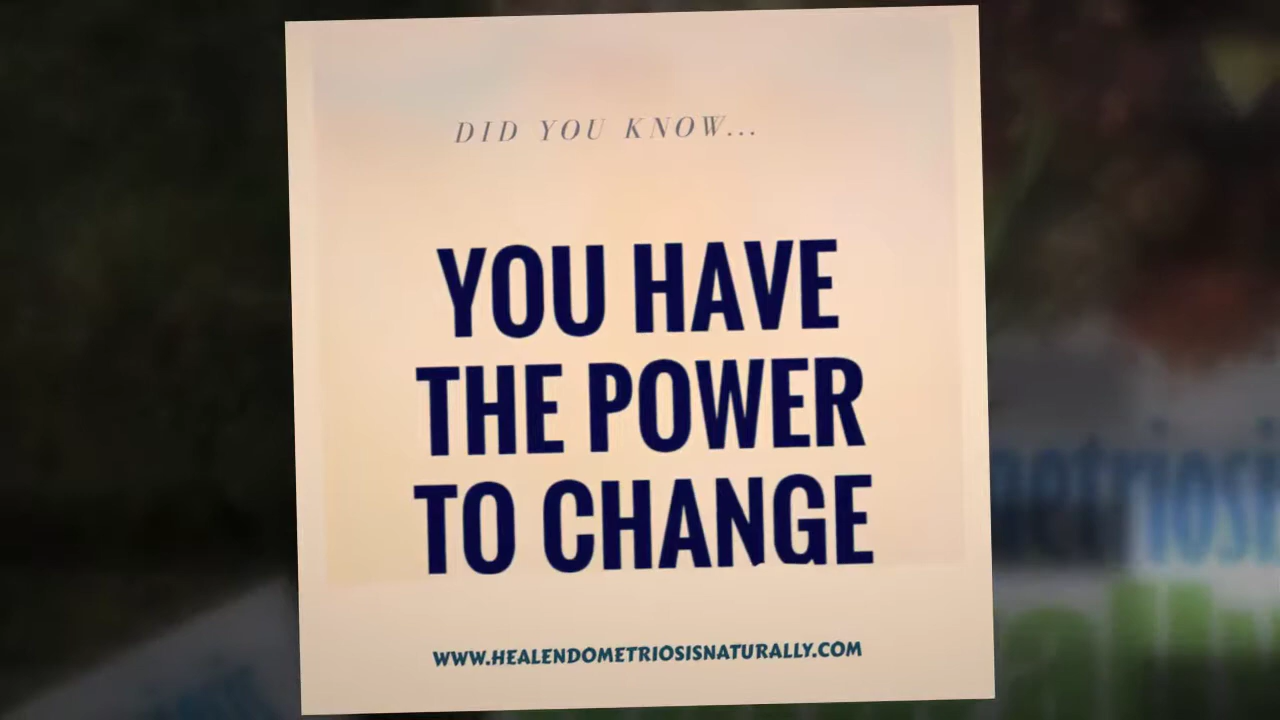 DID YOU KNOW...
YOU HAVE
THE POWER
TO CHANGE
WWW.HEALENDOMETRIOSISNATURALLY.COM